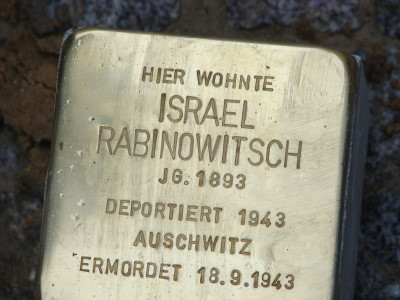 HIER WOHNTE
ISRAEL
RABINOWITSCH
JG. 1893
DEPORTIERT 1943
AUSCHWITZ
ERMORDET 18.9.1943